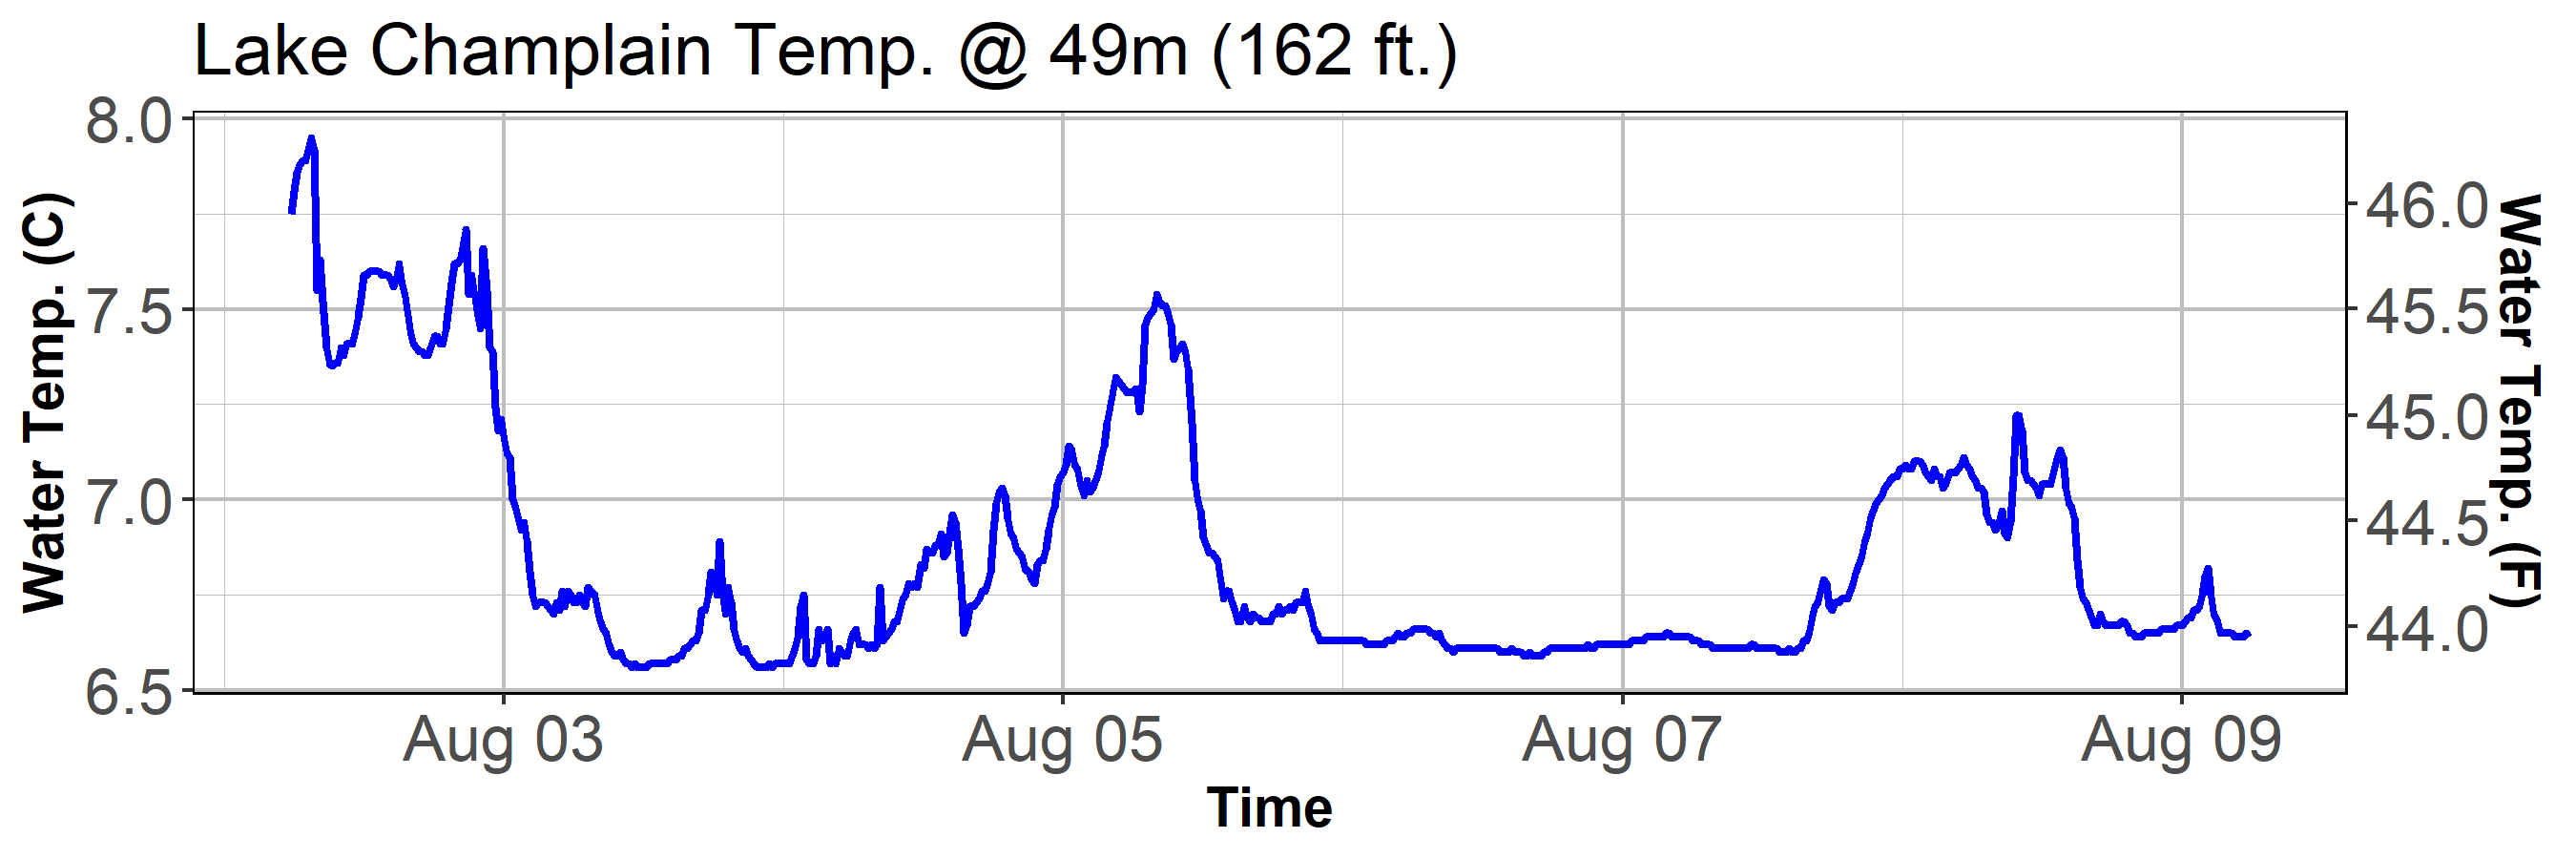 Lake Champlain Temp. @ 49m (162 ft.)
Water Temp. (C)
8.0
7.5
7.0
6.5
46.0
45.5
45.0
44.5
44.0
Water Temp. (F)
Aug 03 Aug 05 Aug 07 Aug 09
Time